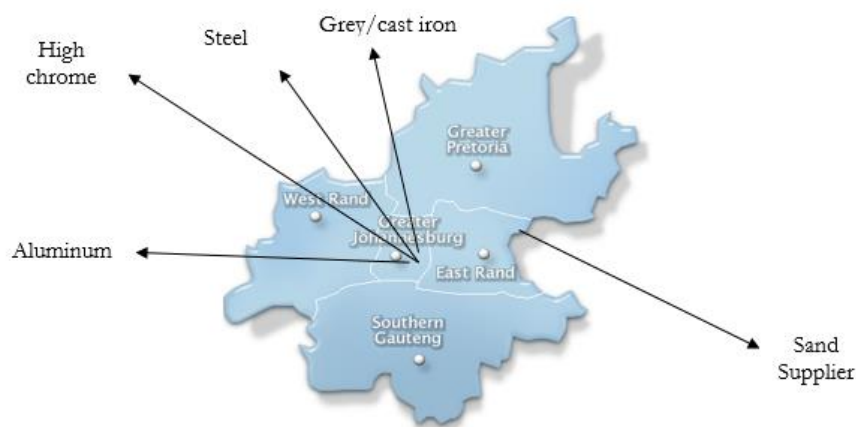 Grey/cast iron
Steel
High
chrome
Greater
Pretoria
West Rand
Greater
Johannesburg
Aluminum
East Rand
Southern
Gauteng
Sand
Supplier